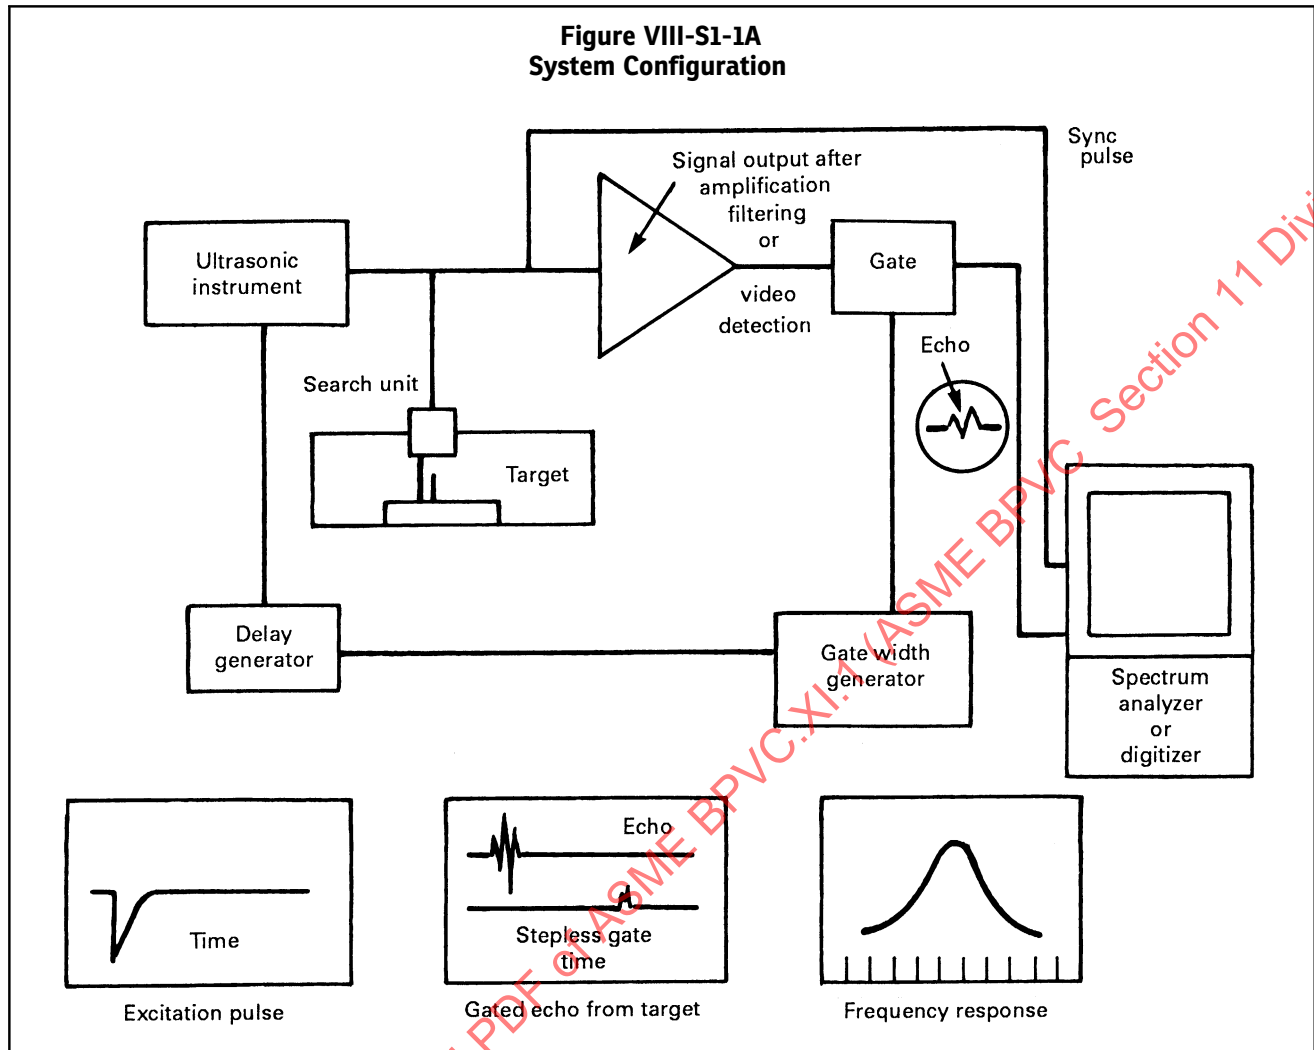 Figure VIII-S1-1A
System Configuration
Sync
pulse
Signal output after
amplification
filtering
or
video
detection
Ultrasonic
instrument
Gate
Echo
Search unit
Target
Delay
generator
Gate width
generator
Spectrum
analyzer
or
digitizer
Time
Excitation pulse
Echo
Stepless gate
time
Gated echo from target
Frequency response
PDF of ASME BPVC.XI.1 (ASME BPVC Section 11 Divi